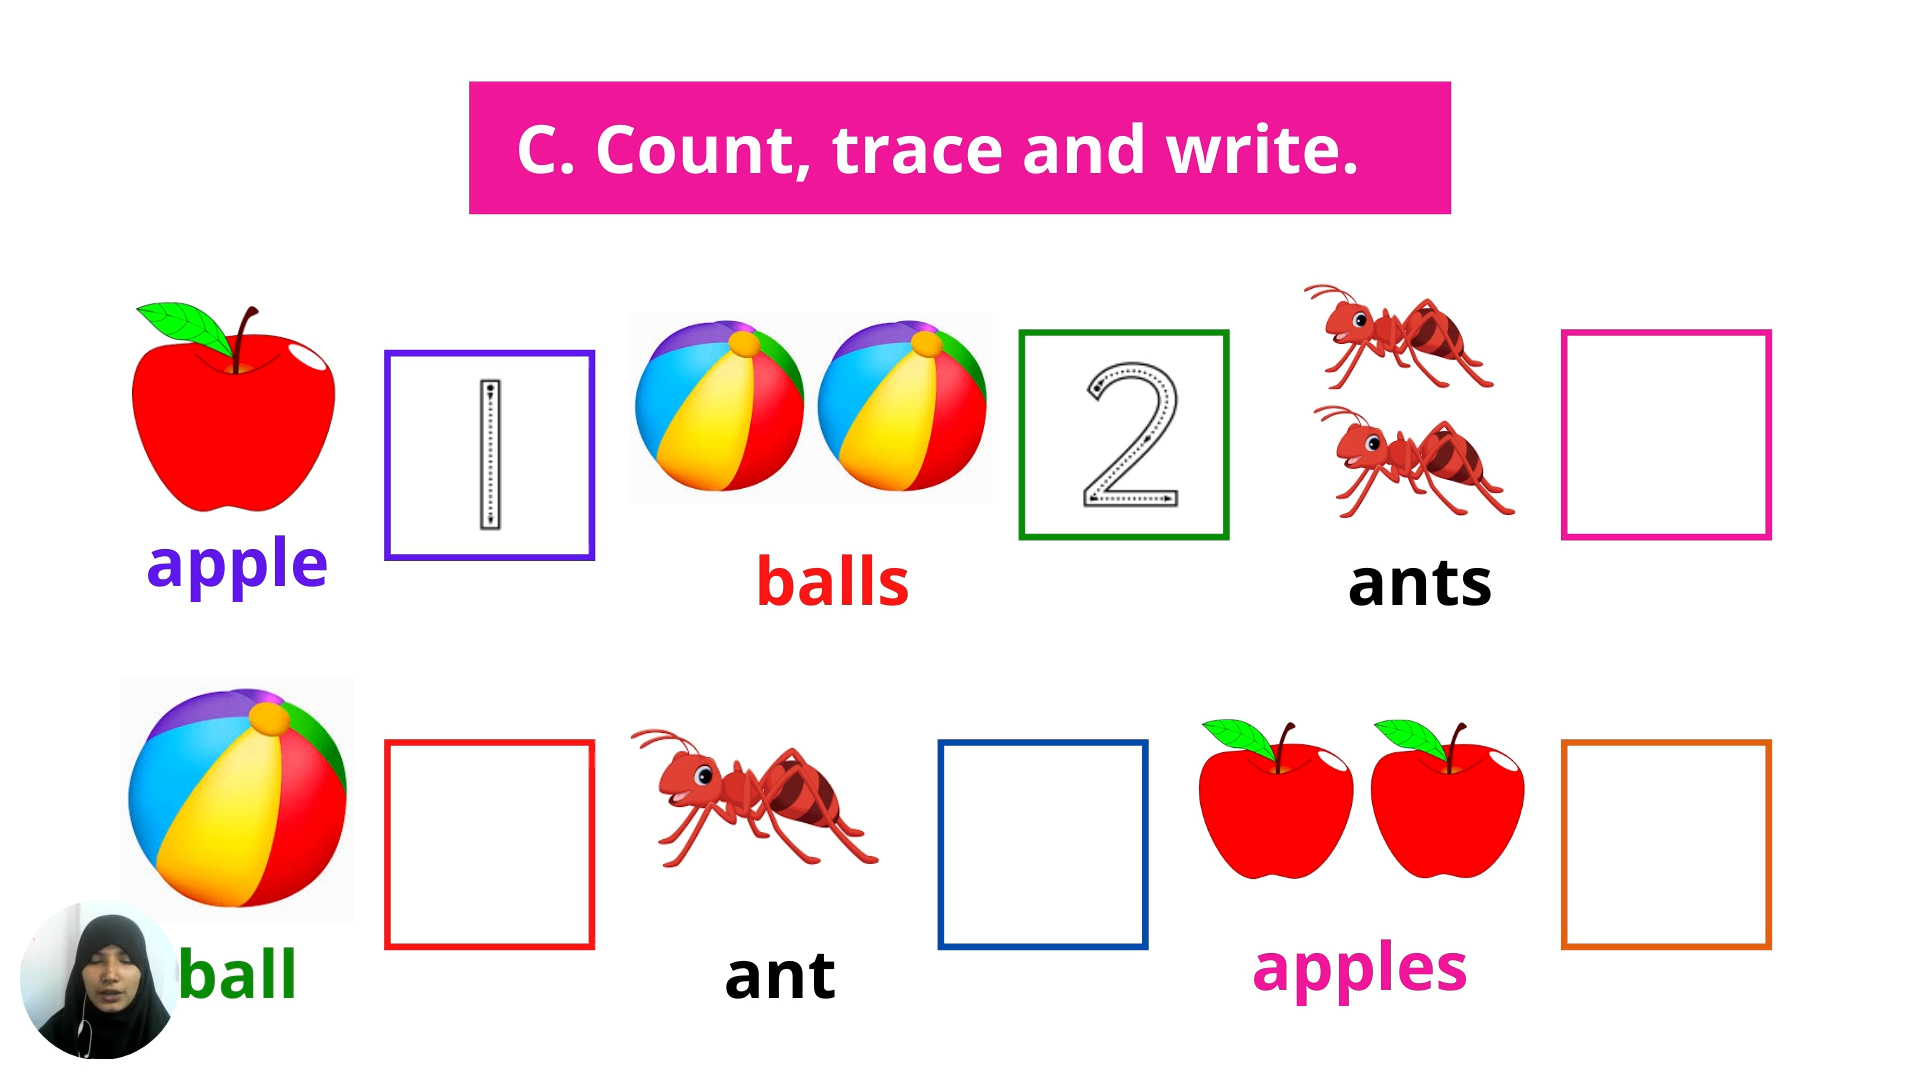 C. Count, trace and write.
1
2
apple
balls
ants
ball
ant
apples